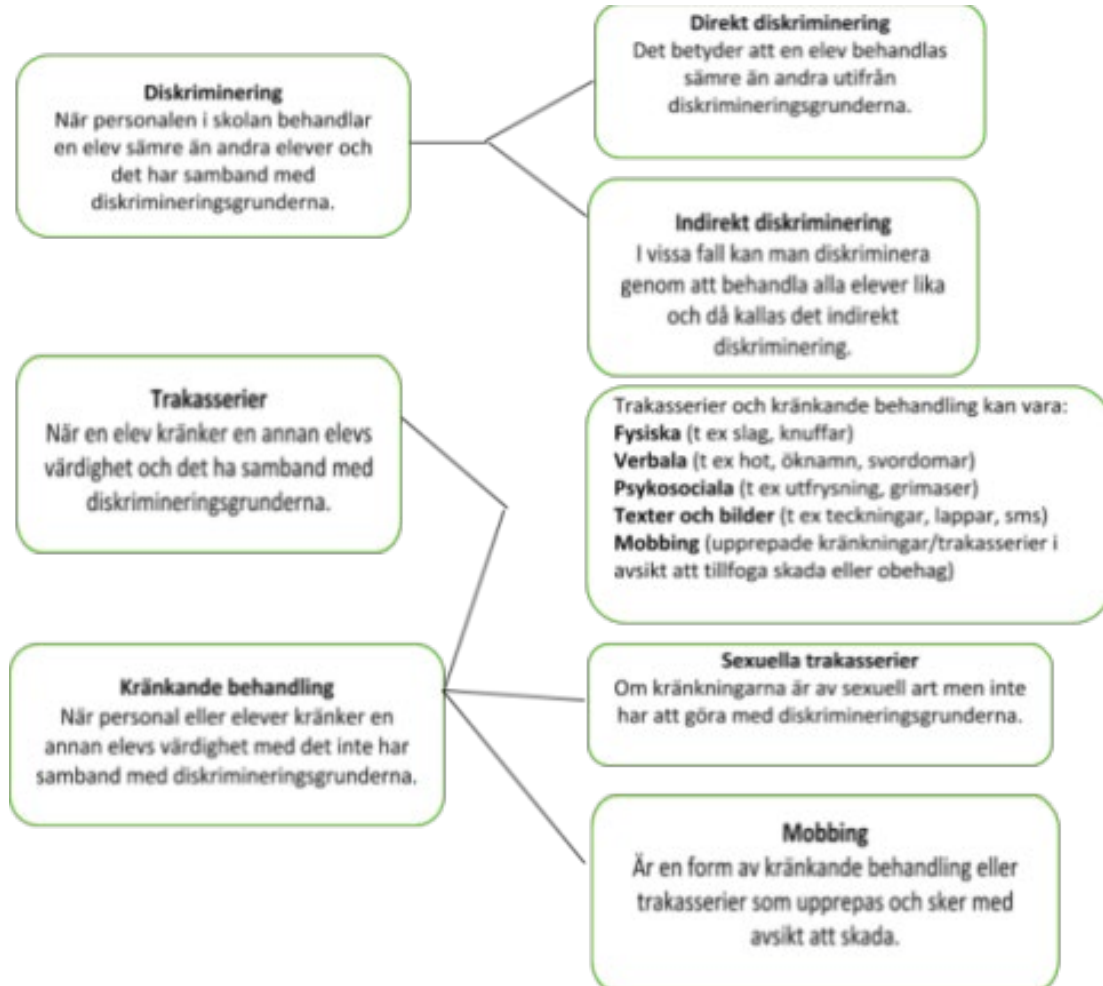 Diskriminering
När personalen i skolan behandlar
en elev sämre än andra elever och
det har samband med
diskrimineringsgrunderna.
Direkt diskriminering
Det betyder att en elev behandlas
sämre än andra utifrån
diskrimineringsgrunderna.
Indirekt diskriminering
I vissa fall kan man diskriminera
genom att behandla alla elever lika
och då kallas det indirekt
diskriminering.
Trakasserier
När en elev kränker en annan elevs
värdighet och det ha samband med
diskrimineringsgrunderna.
Trakasserier och kränkande behandling kan vara:
Fysiska (t ex slag, knuffar)
Verbala (t ex hot, öknamn, svordomar)
Psykosociala (t ex utfrysning, grimaser)
Texter och bilder (t ex teckningar, lappar, sms)
Mobbing (upprepade kränkningar/trakasserier i
avsikt att tillfoga skada eller obehag)
Kränkande behandling
När personal eller elever kränker en
annan elevs värdighet med det inte har
samband med diskrimineringsgrunderna.
Sexuella trakasserier
Om kränkningarna är av sexuell art men inte
har att göra med diskrimineringsgrunderna.
Mobbing
Är en form av kränkande behandling eller
trakasserier som upprepas och sker med
avsikt att skada.